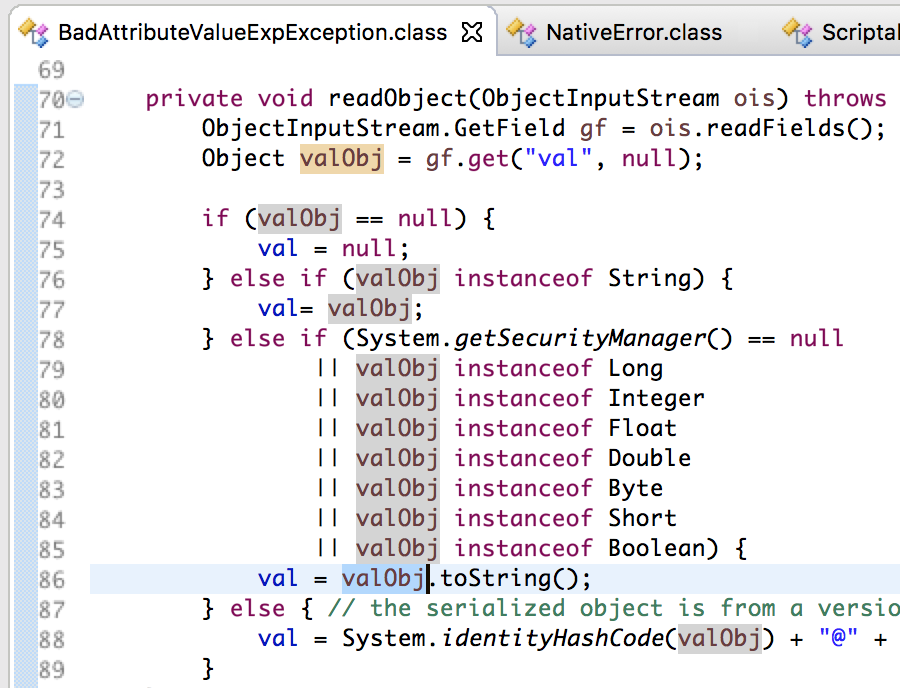 BadAttributeValueExpException.class NativeError.class Scriptal
69
70 private void readObject(ObjectInputStream ois) throws
71 ObjectInputStream.GetField gf = ois.readFields();
72 Object valObj = gf.get("val", null);
73
74 if (valObj == null) {
75 val = null;
76 } else if (valObj instanceof String) {
77 val= valObj;
78 } else if (System.getSecurityManager() == null
79 || valObj instanceof Long
80 || valObj instanceof Integer
81 || valObj instanceof Float
82 || valObj instanceof Double
83 || valObj instanceof Byte
84 || valObj instanceof Short
85 || valObj instanceof Boolean) {
86 val = valObj.toString();
87 } else { // the serialized object is from a versio
88 val = System.identityHashCode(valObj) + "@" +
89 }